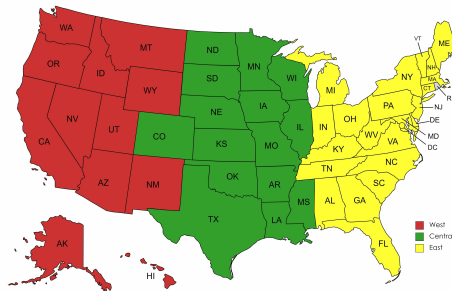 WA
OR
CA
NV
ID
MT
WY
UT
AZ
NM
CO
ND
SD
NE
KS
OK
TX
MN
IA
MO
AR
LA
WI
IL
MS
MI
IN
OH
KY
TN
AL
GA
FL
SC
NC
VA
WV
PA
NY
VT
NH
ME
MA
CT
R
NJ
DE
MD
DC
AK
HI
West
Centra
East